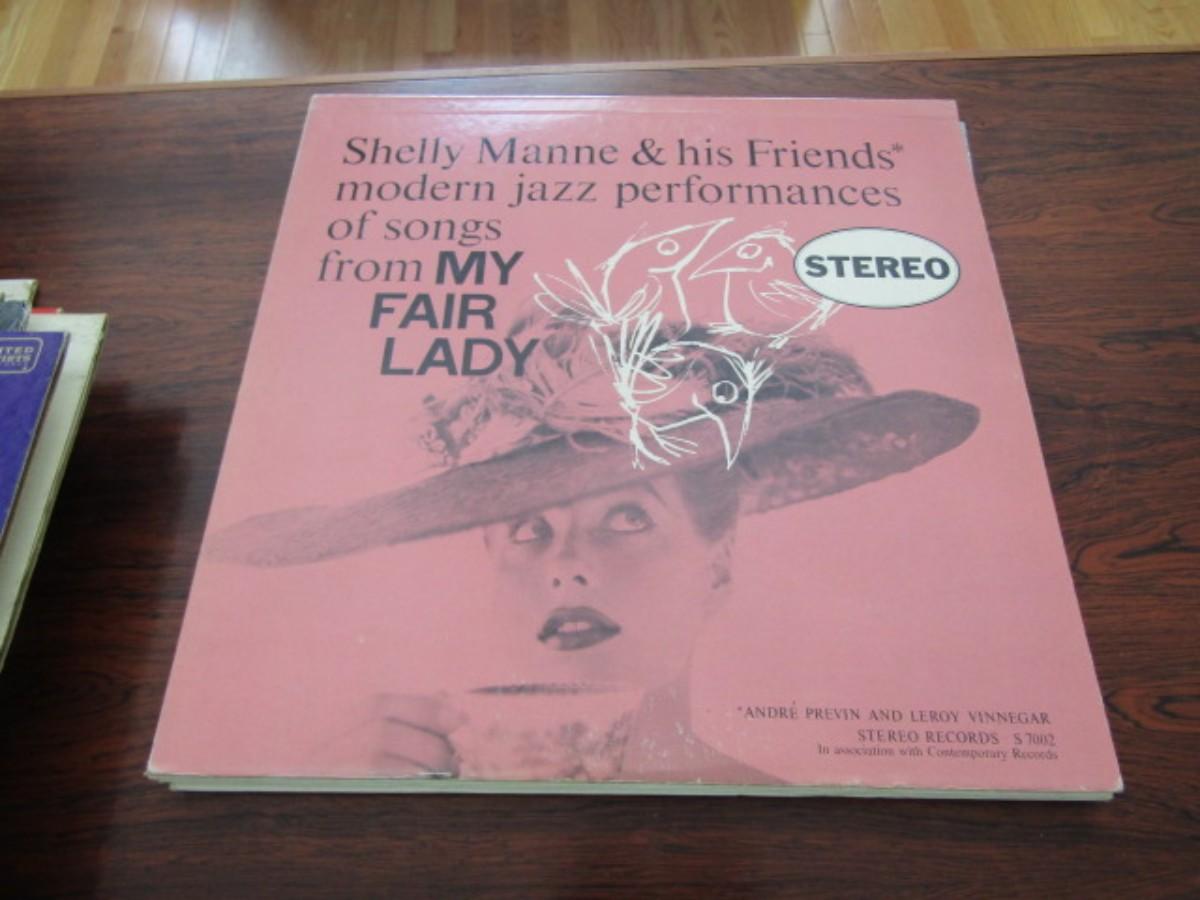 Shelly Manne & his Friends*
modern jazz performances
of songs
from MY
FAIR
LADY
STEREO
*ANDRÉ PREVIN AND LEROY VINNEGAR
STEREO RECORDS S 7002
In association with Contemporary Records